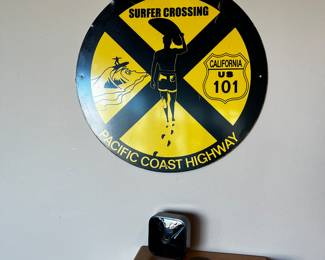 SURFER CROSSING
CALIFORNIA
US
101
PACIFIC COAST HIGHWAY